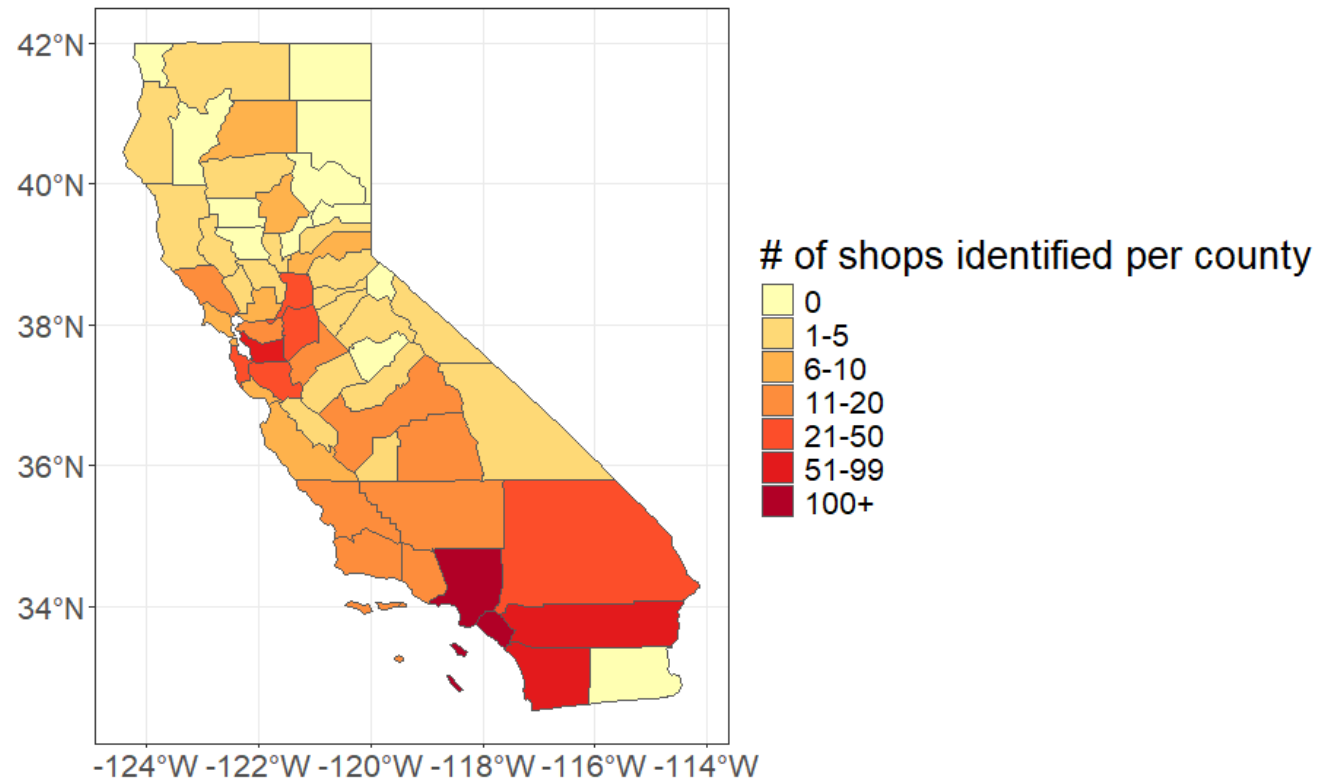 42°N
40°N
38°N
36°N
34°N
-124°W -122°W -120°W -118°W -116°W -114°W
# of shops identified per county
0
1-5
6-10
11-20
21-50
51-99
100+